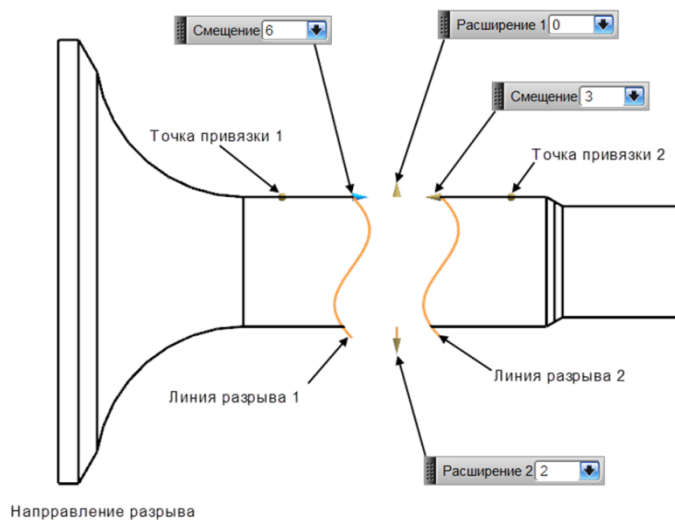 Смещение 6
Расширение 1 0
Смещение 3
Точка привязки 1
Точка привязки 2
Линия разрыва 2
Линия разрыва 1
Расширение 2 2
Напрравление разрыва